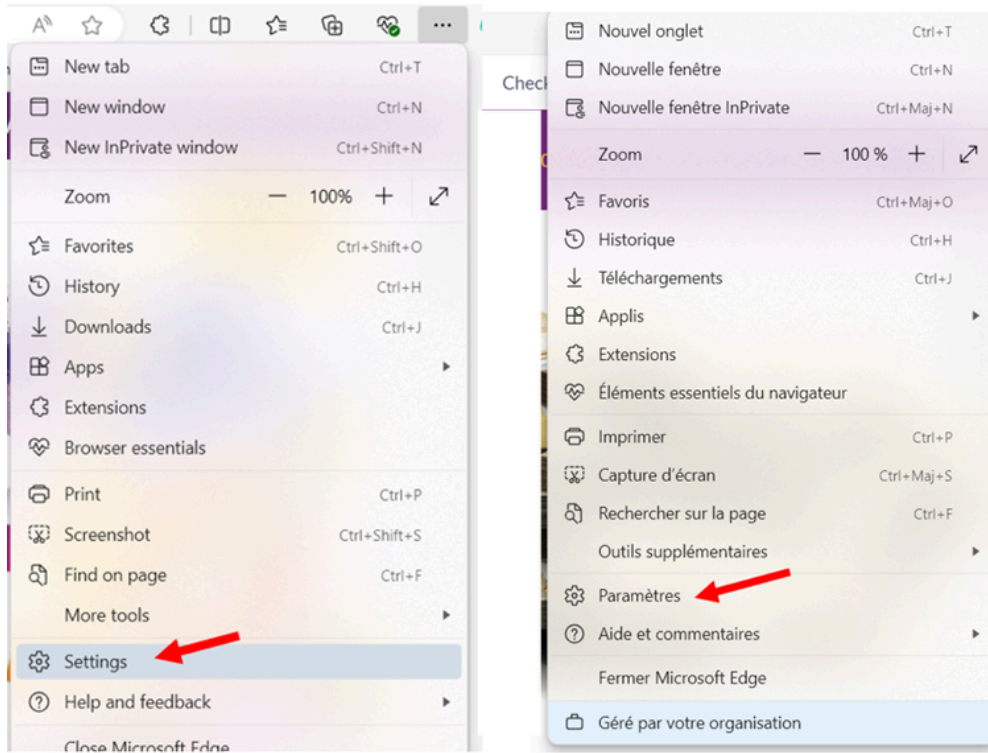 New tab Ctrl+T
New window Ctrl+N
New InPrivate window Ctrl+Shift+N
Zoom — 100% +
Favorites Ctrl+Shift+O
History Ctrl+H
Downloads Ctrl+J
Apps
Extensions
Browser essentials
Print Ctrl+P
Screenshot Ctrl+Shift+S
Find on page Ctrl+F
More tools
Settings
Help and feedback
Close Microsoft Edge
Check
Nouvel onglet Ctrl+T
Nouvelle fenêtre Ctrl+N
Nouvelle fenêtre InPrivate Ctrl+Maj+N
Zoom — 100 % +
Favoris Ctrl+Maj+O
Historique Ctrl+H
Téléchargements Ctrl+J
Applis
Extensions
Éléments essentiels du navigateur
Imprimer Ctrl+P
Capture d'écran Ctrl+Maj+S
Rechercher sur la page Ctrl+F
Outils supplémentaires
Paramètres
Aide et commentaires
Fermer Microsoft Edge
Géré par votre organisation